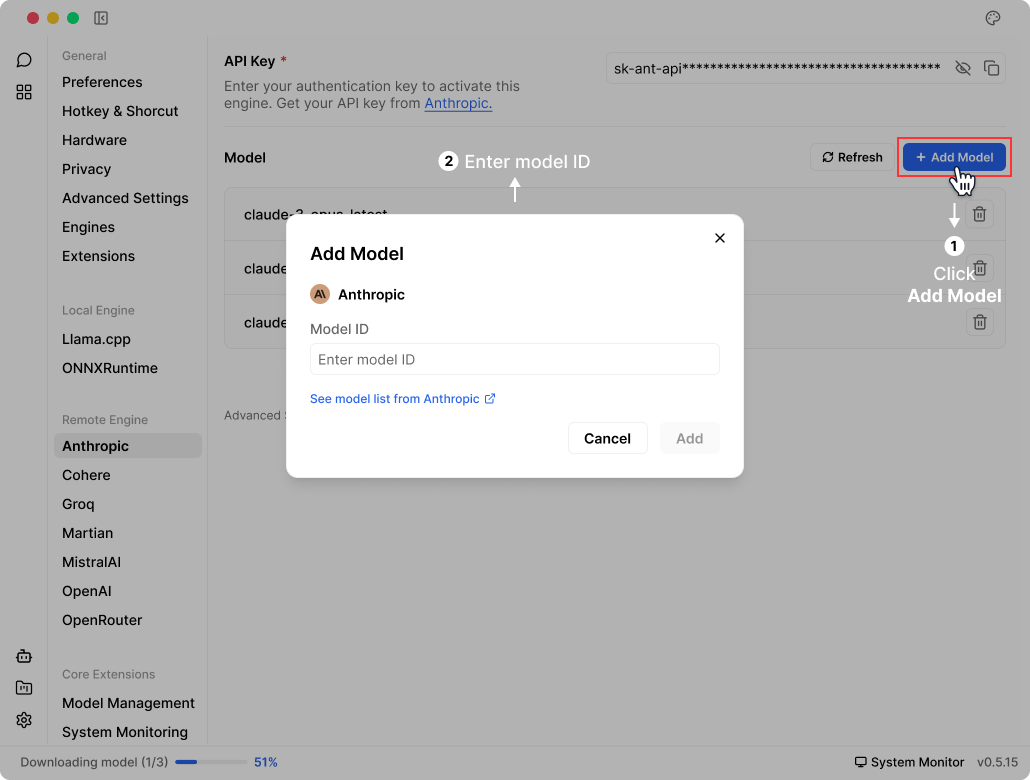 General
Preferences
Hotkey & Shorcut
Hardware
Privacy
Advanced Settings
Engines
Extensions
Local Engine
Llama.cpp
ONNXRuntime
Remote Engine
Anthropic
Cohere
Groq
Martian
MistralAI
OpenAI
OpenRouter
Core Extensions
Model Management
System Monitoring
API Key *
Enter your authentication key to activate this
engine. Get your API key from Anthropic.
sk-ant-api*************************************
Model
2 Enter model ID
Refresh
+ Add Model
1
Click
Add Model
claude-3-opus-latest
claude
claude
Advanced
Add Model
Anthropic
Model ID
Enter model ID
See model list from Anthropic
Cancel
Add
Downloading model (1/3) 51%
System Monitor v0.5.15